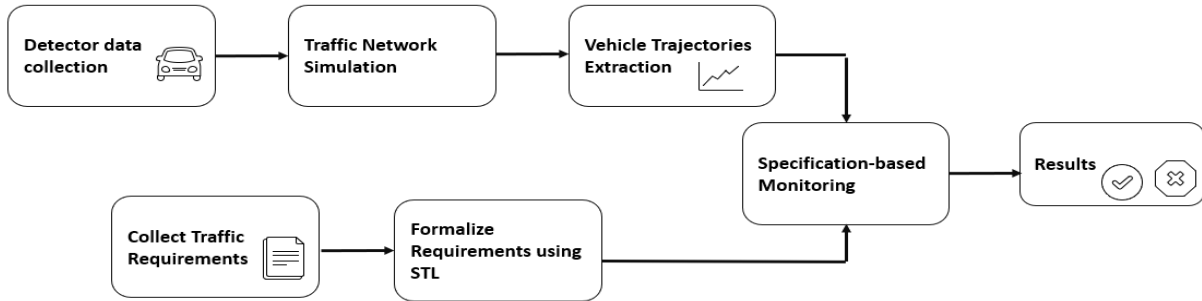 Detector data
collection
Traffic Network
Simulation
Vehicle Trajectories
Extraction
Specification-based
Monitoring
Results
Collect Traffic
Requirements
Formalize
Requirements using
STL